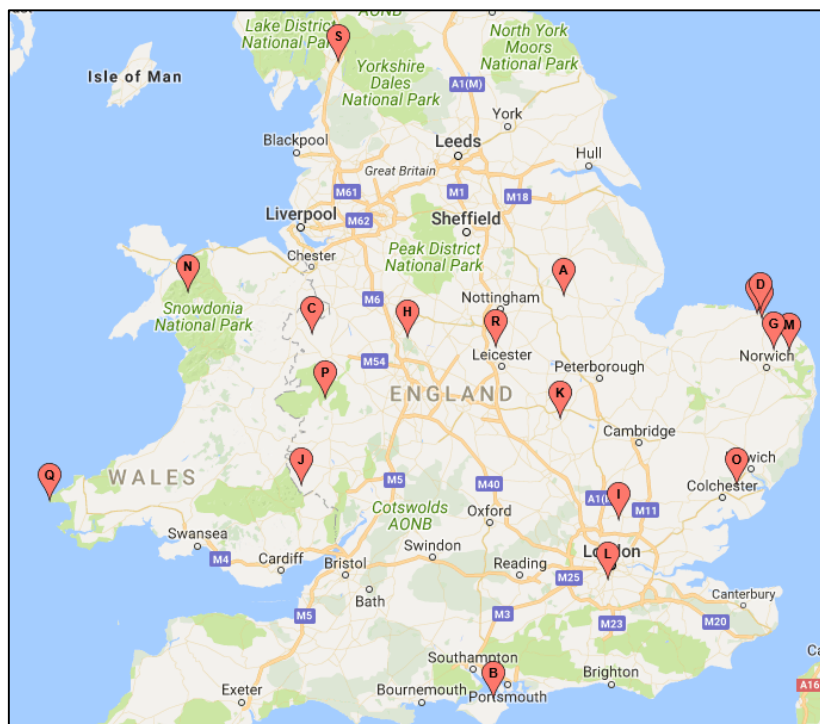 AONB
Lake District
National Park
S
North York
Moors
National Park
Isle of Man
Yorkshire
Dales
National Park
A1(M)
York
Blackpool
Leeds
Hull
Great Britain
M61
M1
M18
Liverpool
M62
Sheffield
Chester
Peak District
National Park
N
A
D
M6
Nottingham
Snowdonia
National Park
C
H
R
G
M
Leicester
Norwich
M54
Peterborough
P
ENGLAND
K
Cambridge
J
O
Q
WALES
M5
M40
Colchester
I
M11
Cotswolds
AONB
Oxford
Swansea
Swindon
L
M4
Cardiff
Bristol
Reading
M25
Bath
Canterbury
M5
M3
M23
M20
Southampton
B
Brighton
Exeter
Bournemouth
Portsmouth
A16